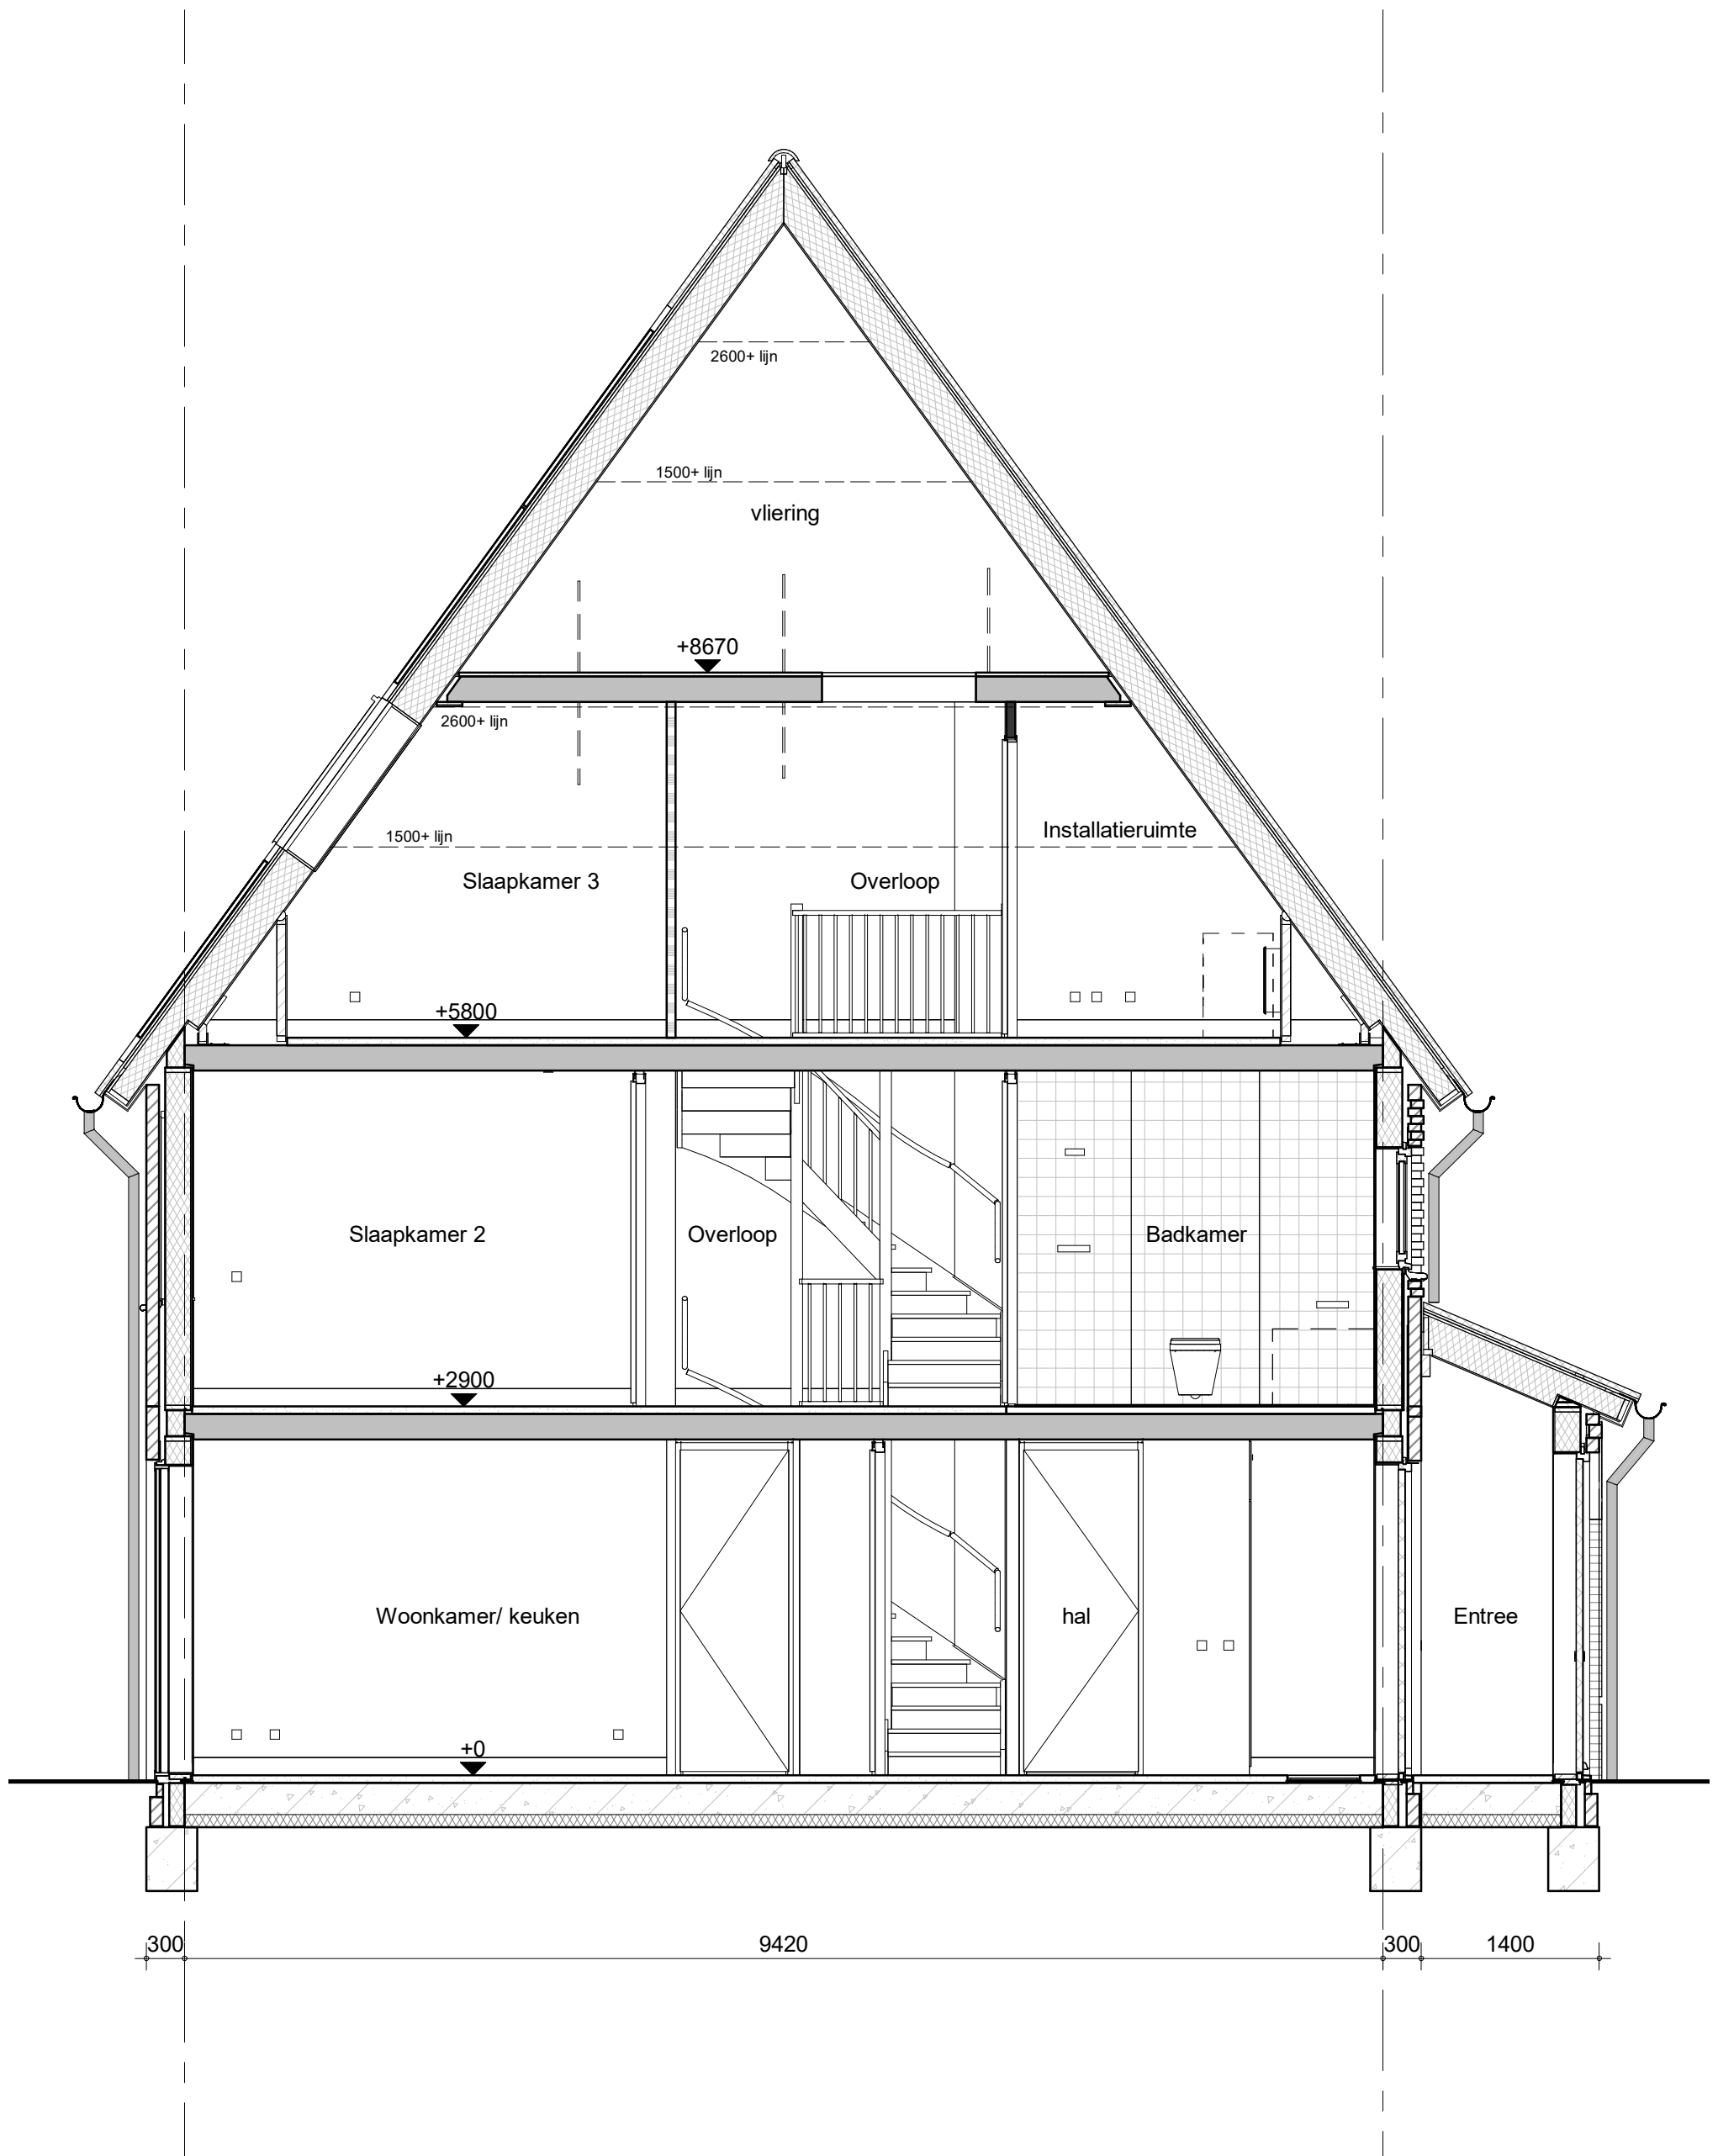 2600+ lijn
1500+ lijn
vliering
+8670
2600+ lijn
1500+ lijn
Installatieruimte
Slaapkamer 3
Overloop
+5800
Slaapkamer 2
Overloop
Badkamer
+2900
Woonkamer/ keuken
hal
Entree
+0
300
9420
300
1400